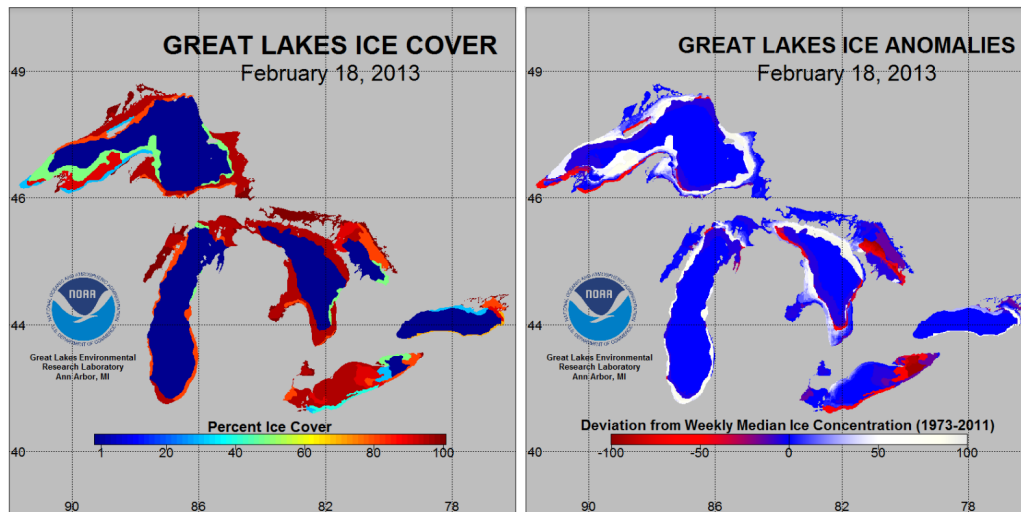 GREAT LAKES ICE COVER
February 18, 2013
49
46
44
40
90
86
82
78
NOAA
Great Lakes Environmental
Research Laboratory
Ann Arbor, MI
Percent Ice Cover
1 20 40 60 80 100
GREAT LAKES ICE ANOMALIES
February 18, 2013
49
46
44
40
90
86
82
78
NOAA
Great Lakes Environmental
Research Laboratory
Ann Arbor, MI
Deviation from Weekly Median Ice Concentration (1973-2011)
-100 -50 0 50 100